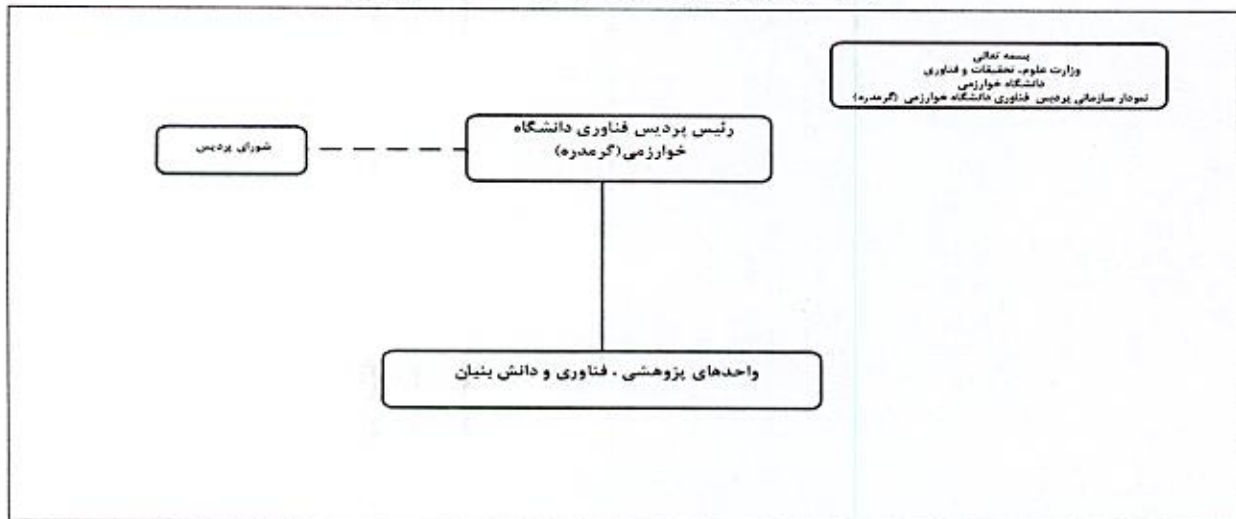 بسمه تعالی
وزارت علوم، تحقیقات و فناوری
دانشگاه خوارزمی
نمودار سازمانی پردیس فناوری دانشگاه خوارزمی (گرمدره)
رئیس پردیس فناوری دانشگاه
خوارزمی(گرمدره)
شورای پردیس
واحدهای پژوهشی ، فناوری و دانش بنیان